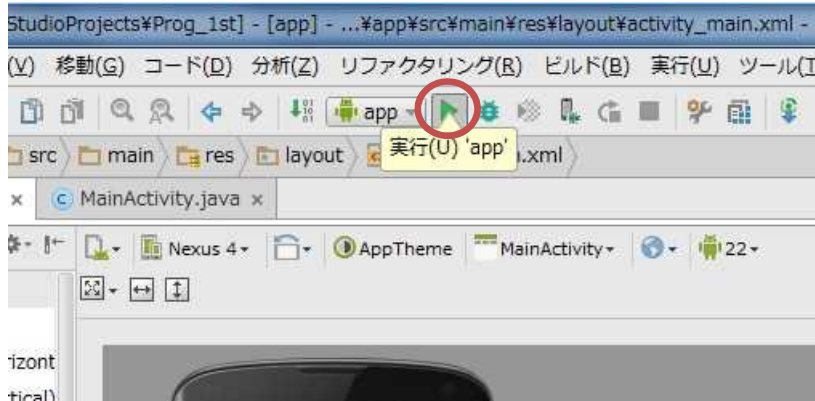 StudioProjects¥Prog_1st] - [app] - ...¥app¥src¥main¥res¥layout¥activity_main.xml -
(V) 移動(G) コード(D) 分析(Z) リファクタリング(R) ビルド(B) 実行(U) ツール(T
app
src main res layout .xml
実行(U) 'app'
MainActivity.java
Nexus 4 AppTheme MainActivity 22
rizont
tical)